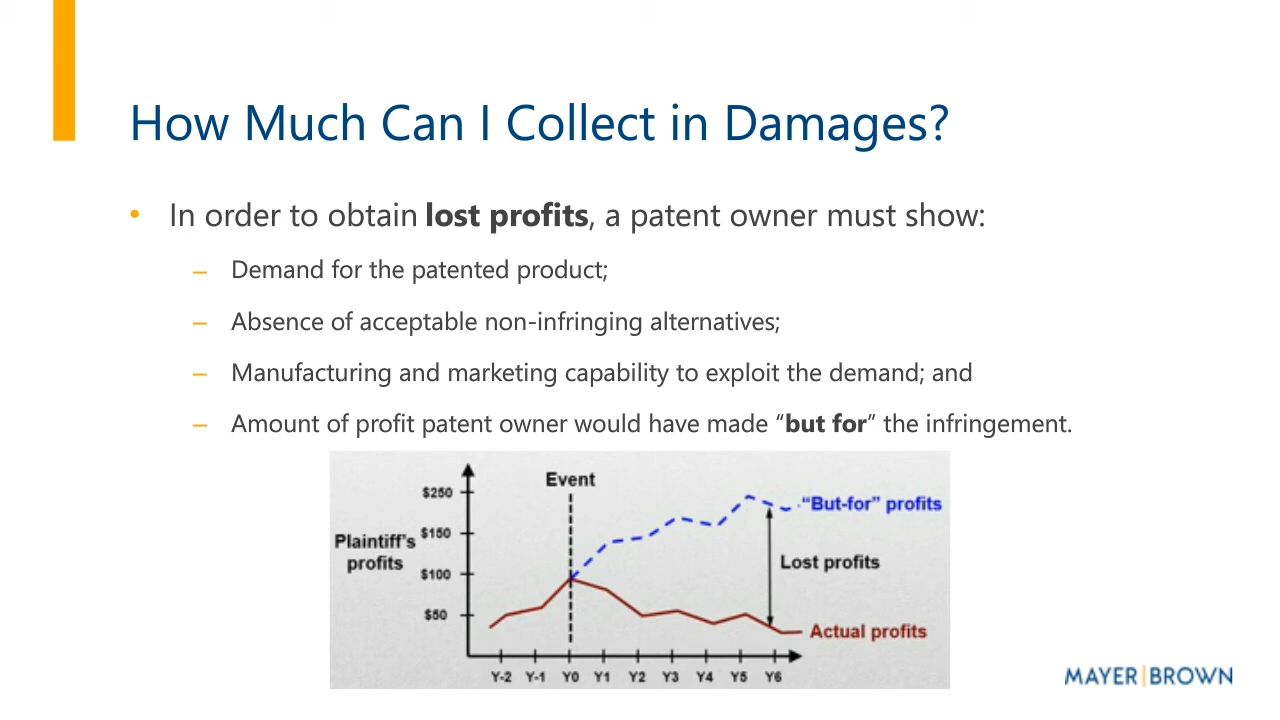 How Much Can I Collect in Damages?
• In order to obtain lost profits, a patent owner must show:
– Demand for the patented product;
– Absence of acceptable non-infringing alternatives;
– Manufacturing and marketing capability to exploit the demand; and
– Amount of profit patent owner would have made “but for” the infringement.
Event
$250
“But-for” profits
Plaintiff's
profits
$150
Lost profits
$100
$50
Actual profits
Y-2 Y-1 Y0 Y1 Y2 Y3 Y4 Y5 Y6
MAYER|BROWN